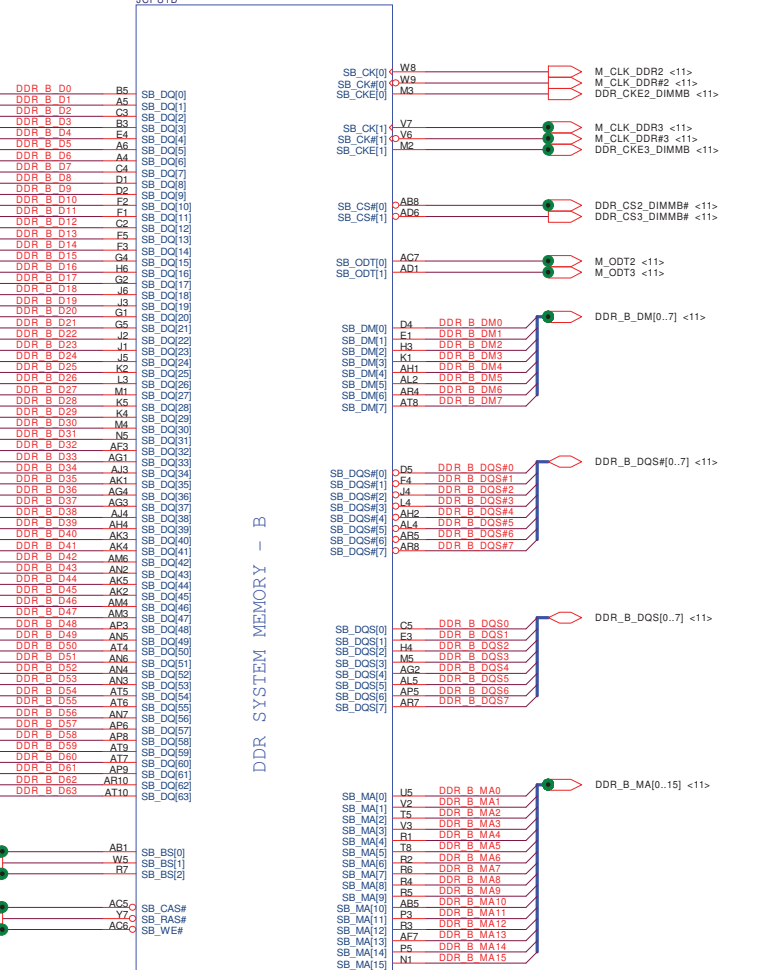 DDR_B_D0 B5 SB_DQ[0]
DDR_B_D1 A5 SB_DQ[1]
DDR_B_D2 C3 SB_DQ[2]
DDR_B_D3 B3 SB_DQ[3]
DDR_B_D4 E4 SB_DQ[4]
DDR_B_D5 A6 SB_DQ[5]
DDR_B_D6 A4 SB_DQ[6]
DDR_B_D7 C4 SB_DQ[7]
DDR_B_D8 D1 SB_DQ[8]
DDR_B_D9 D2 SB_DQ[9]
DDR_B_D10 F2 SB_DQ[10]
DDR_B_D11 F1 SB_DQ[11]
DDR_B_D12 C2 SB_DQ[12]
DDR_B_D13 F5 SB_DQ[13]
DDR_B_D14 F3 SB_DQ[14]
DDR_B_D15 G4 SB_DQ[15]
DDR_B_D16 H6 SB_DQ[16]
DDR_B_D17 G2 SB_DQ[17]
DDR_B_D18 J6 SB_DQ[18]
DDR_B_D19 J3 SB_DQ[19]
DDR_B_D20 G1 SB_DQ[20]
DDR_B_D21 G5 SB_DQ[21]
DDR_B_D22 J2 SB_DQ[22]
DDR_B_D23 J1 SB_DQ[23]
DDR_B_D24 J5 SB_DQ[24]
DDR_B_D25 K2 SB_DQ[25]
DDR_B_D26 L3 SB_DQ[26]
DDR_B_D27 M1 SB_DQ[27]
DDR_B_D28 K5 SB_DQ[28]
DDR_B_D29 K4 SB_DQ[29]
DDR_B_D30 M4 SB_DQ[30]
DDR_B_D31 N5 SB_DQ[31]
DDR_B_D32 AF3 SB_DQ[32]
DDR_B_D33 AG1 SB_DQ[33]
DDR_B_D34 AJ3 SB_DQ[34]
DDR_B_D35 AK1 SB_DQ[35]
DDR_B_D36 AG4 SB_DQ[36]
DDR_B_D37 AG3 SB_DQ[37]
DDR_B_D38 AJ4 SB_DQ[38]
DDR_B_D39 AH4 SB_DQ[39]
DDR_B_D40 AK3 SB_DQ[40]
DDR_B_D41 AK4 SB_DQ[41]
DDR_B_D42 AM6 SB_DQ[42]
DDR_B_D43 AN2 SB_DQ[43]
DDR_B_D44 AK5 SB_DQ[44]
DDR_B_D45 AK2 SB_DQ[45]
DDR_B_D46 AM4 SB_DQ[46]
DDR_B_D47 AM3 SB_DQ[47]
DDR_B_D48 AP3 SB_DQ[48]
DDR_B_D49 AN5 SB_DQ[49]
DDR_B_D50 AT4 SB_DQ[50]
DDR_B_D51 AN6 SB_DQ[51]
DDR_B_D52 AN4 SB_DQ[52]
DDR_B_D53 AN3 SB_DQ[53]
DDR_B_D54 AT5 SB_DQ[54]
DDR_B_D55 AT6 SB_DQ[55]
DDR_B_D56 AN7 SB_DQ[56]
DDR_B_D57 AP6 SB_DQ[57]
DDR_B_D58 AP8 SB_DQ[58]
DDR_B_D59 AT9 SB_DQ[59]
DDR_B_D60 AT7 SB_DQ[60]
DDR_B_D61 AP9 SB_DQ[61]
DDR_B_D62 AR10 SB_DQ[62]
DDR_B_D63 AT10 SB_DQ[63]
AB1 SB_BS[0]
W5 SB_BS[1]
R7 SB_BS[2]
AC5 SB_CAS#
Y7 SB_RAS#
AC6 SB_WE#
DDR SYSTEM MEMORY - B
SB_CK[0] W8 M_CLK_DDR2 <11>
SB_CK#[0] W9 M_CLK_DDR#2 <11>
SB_CKE[0] M3 DDR_CKE2_DIMMB <11>
SB_CK[1] V7 M_CLK_DDR3 <11>
SB_CK#[1] V6 M_CLK_DDR#3 <11>
SB_CKE[1] M2 DDR_CKE3_DIMMB <11>
SB_CS#[0] AB8 DDR_CS2_DIMMB# <11>
SB_CS#[1] AD6 DDR_CS3_DIMMB# <11>
SB_ODT[0] AC7 M_ODT2 <11>
SB_ODT[1] AD1 M_ODT3 <11>
DDR_B_DM[0..7] <11>
SB_DM[0] D4 DDR_B_DM0
SB_DM[1] E1 DDR_B_DM1
SB_DM[2] H3 DDR_B_DM2
SB_DM[3] K1 DDR_B_DM3
SB_DM[4] AH1 DDR_B_DM4
SB_DM[5] AL2 DDR_B_DM5
SB_DM[6] AR4 DDR_B_DM6
SB_DM[7] AT8 DDR_B_DM7
DDR_B_DQS#[0..7] <11>
SB_DQS#[0] D5 DDR_B_DQS#0
SB_DQS#[1] F4 DDR_B_DQS#1
SB_DQS#[2] J4 DDR_B_DQS#2
SB_DQS#[3] L4 DDR_B_DQS#3
SB_DQS#[4] AH2 DDR_B_DQS#4
SB_DQS#[5] AL4 DDR_B_DQS#5
SB_DQS#[6] AR5 DDR_B_DQS#6
SB_DQS#[7] AR8 DDR_B_DQS#7
DDR_B_DQS[0..7] <11>
SB_DQS[0] C5 DDR_B_DQS0
SB_DQS[1] E3 DDR_B_DQS1
SB_DQS[2] H4 DDR_B_DQS2
SB_DQS[3] M5 DDR_B_DQS3
SB_DQS[4] AG2 DDR_B_DQS4
SB_DQS[5] AL5 DDR_B_DQS5
SB_DQS[6] AP5 DDR_B_DQS6
SB_DQS[7] AR7 DDR_B_DQS7
DDR_B_MA[0..15] <11>
SB_MA[0] U5 DDR_B_MA0
SB_MA[1] V2 DDR_B_MA1
SB_MA[2] T5 DDR_B_MA2
SB_MA[3] V3 DDR_B_MA3
SB_MA[4] R1 DDR_B_MA4
SB_MA[5] T8 DDR_B_MA5
SB_MA[6] R2 DDR_B_MA6
SB_MA[7] R6 DDR_B_MA7
SB_MA[8] R4 DDR_B_MA8
SB_MA[9] R5 DDR_B_MA9
SB_MA[10] AB5 DDR_B_MA10
SB_MA[11] P3 DDR_B_MA11
SB_MA[12] R3 DDR_B_MA12
SB_MA[13] AF7 DDR_B_MA13
SB_MA[14] P5 DDR_B_MA14
SB_MA[15] N1 DDR_B_MA15